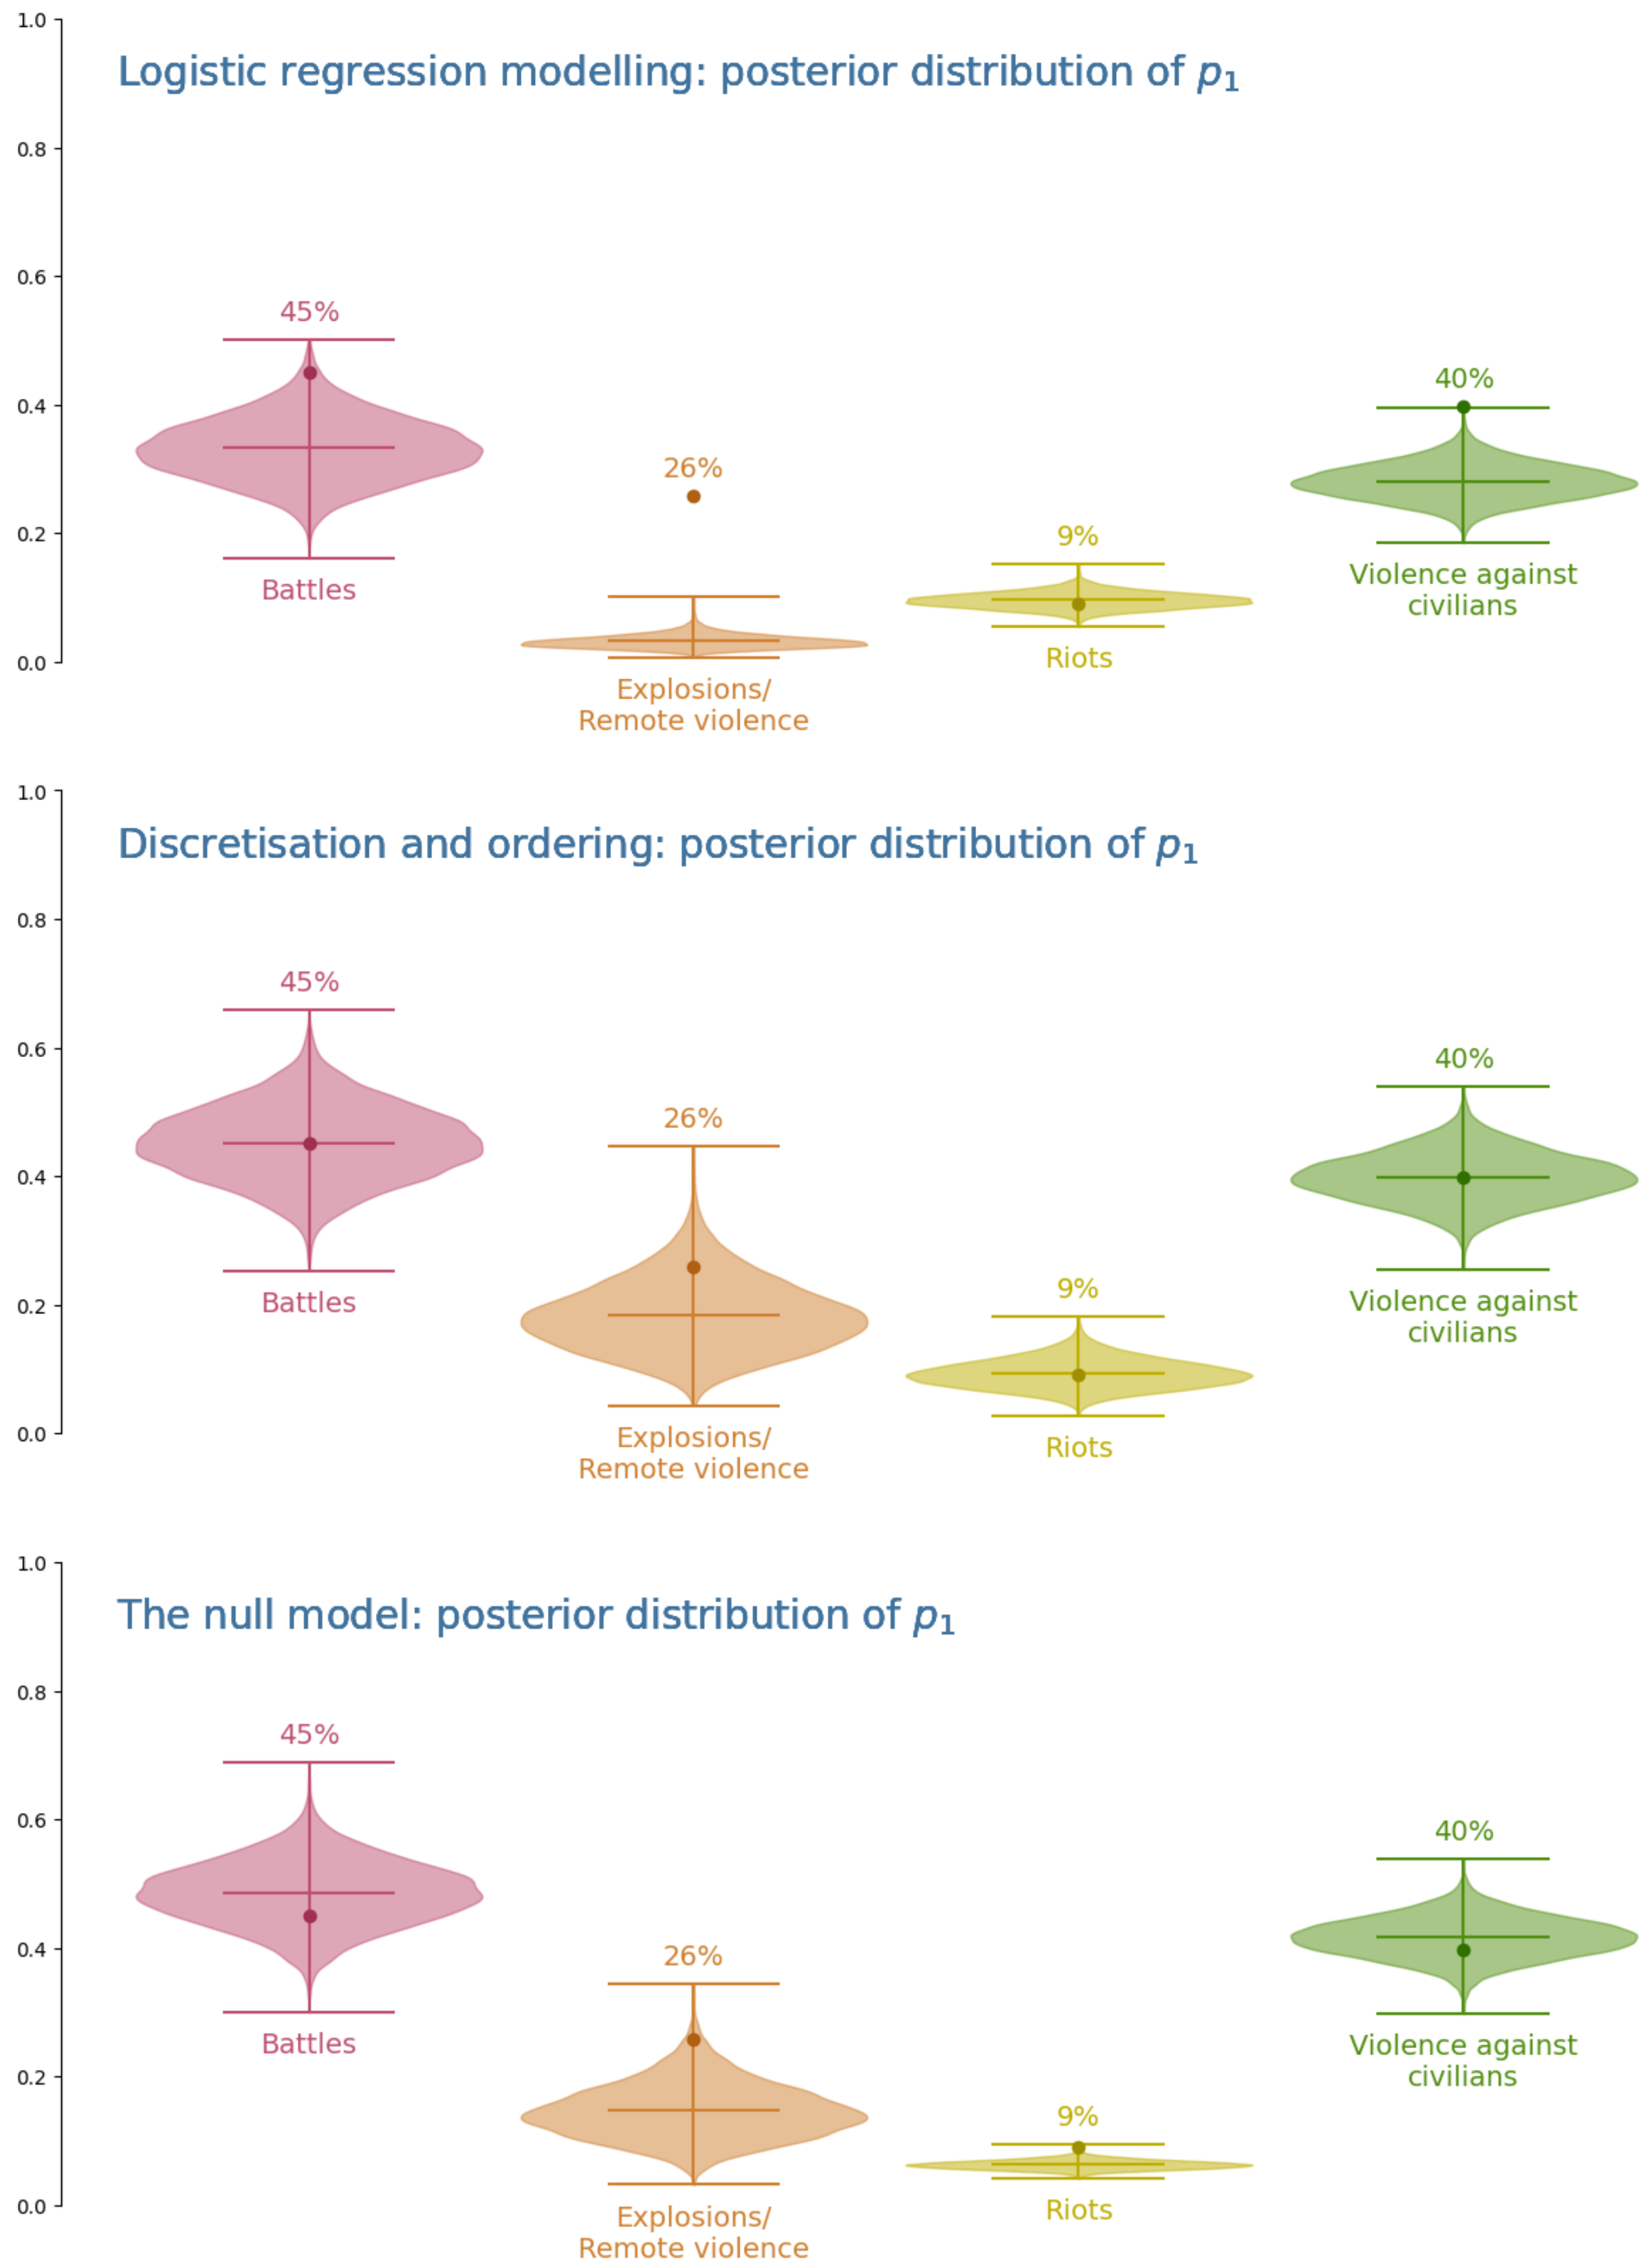 1.0
Logistic regression modelling: posterior distribution of p₁
0.8
0.6
45%
40%
0.4
26%
9%
0.2
Violence against
civilians
Battles
Riots
0.0
Explosions/
Remote violence
1.0
Discretisation and ordering: posterior distribution of p₁
0.8
45%
0.6
40%
26%
0.4
9%
0.2
Battles
Violence against
civilians
0.0
Explosions/
Riots
Remote violence
1.0
The null model: posterior distribution of p₁
0.8
45%
0.6
40%
0.4
26%
Battles
Violence against
civilians
0.2
9%
0.0
Riots
Explosions/
Remote violence